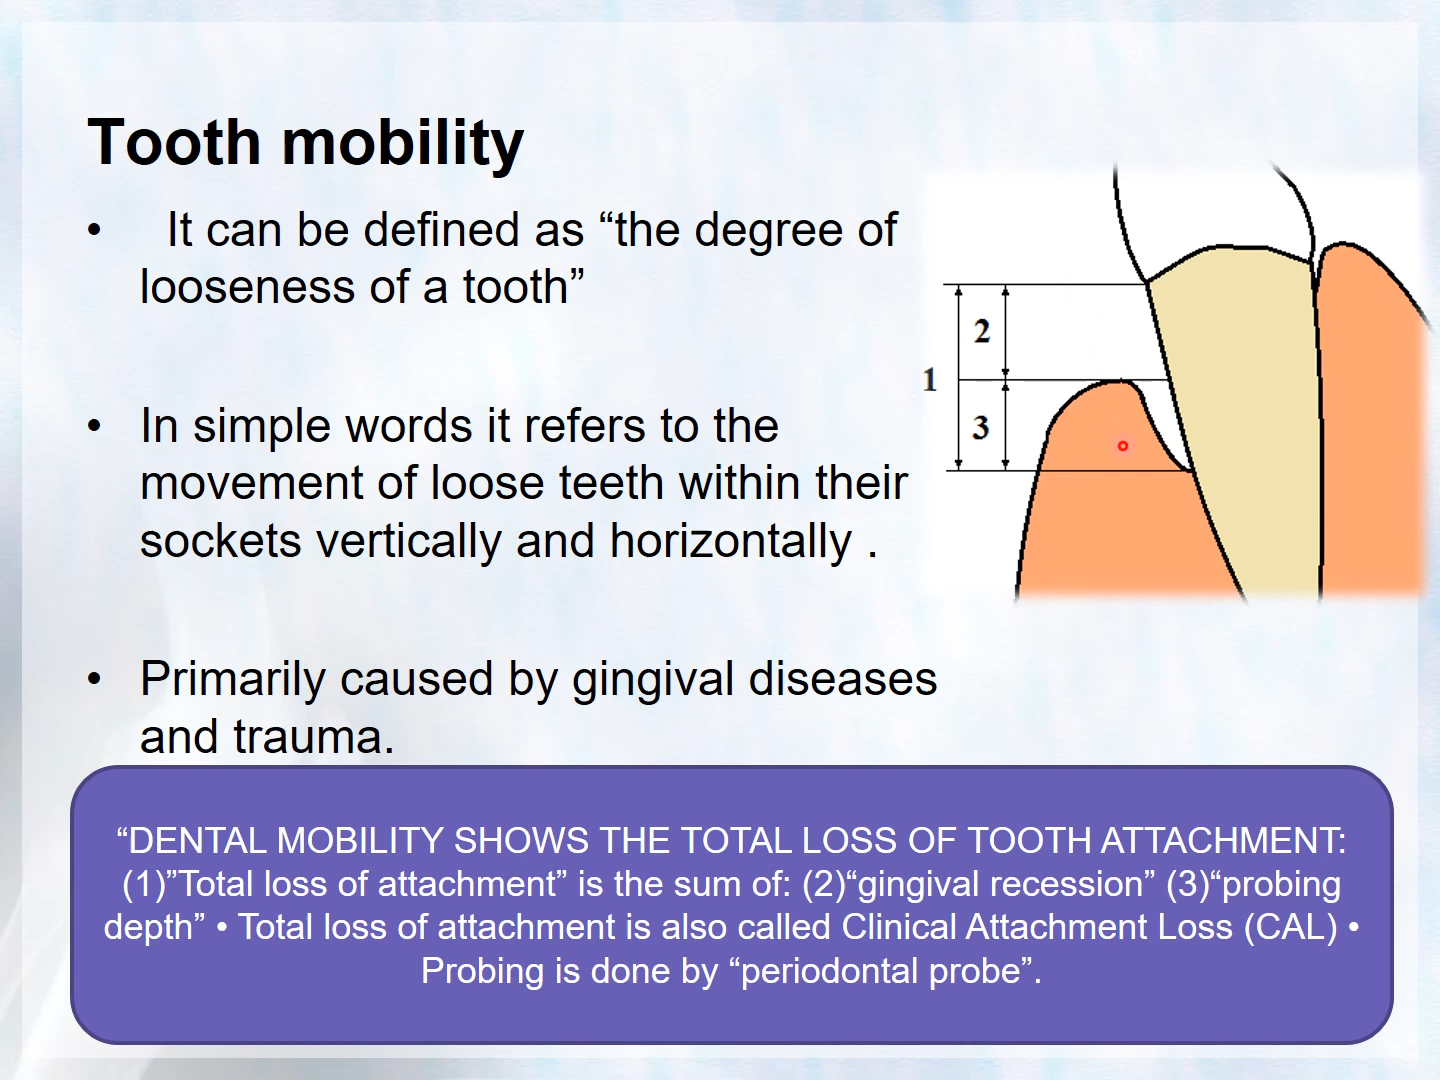 Tooth mobility
• It can be defined as “the degree of
looseness of a tooth”
• In simple words it refers to the
movement of loose teeth within their
sockets vertically and horizontally .
• Primarily caused by gingival diseases
and trauma.
2
1
3
“DENTAL MOBILITY SHOWS THE TOTAL LOSS OF TOOTH ATTACHMENT:
(1)”Total loss of attachment” is the sum of: (2)“gingival recession” (3)“probing
depth” • Total loss of attachment is also called Clinical Attachment Loss (CAL) •
Probing is done by “periodontal probe”.